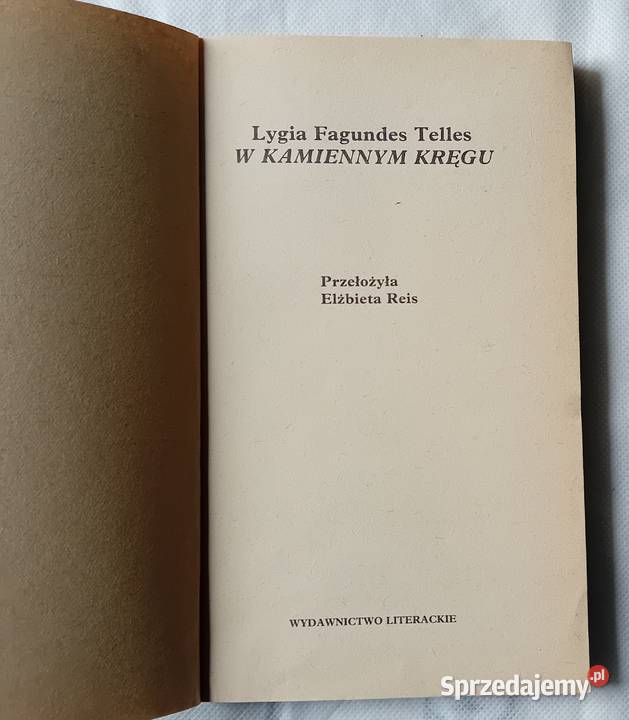 Lygia Fagundes Telles
W KAMIENNYM KRĘGU
Przełożyła
Elżbieta Reis
WYDAWNICTWO LITERACKIE
Sprzedajemy.pl